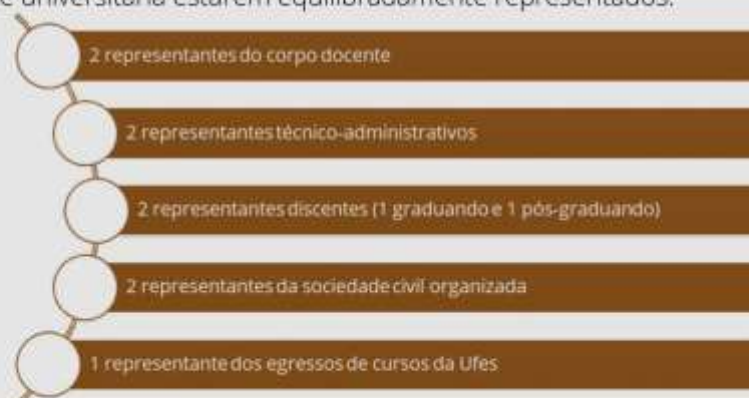 e universitária estarem equilibradamente representados.
2 representantes do corpo docente
2 representantes técnico-administrativos
2 representantes discentes (1 graduando e 1 pós-graduando)
2 representantes da sociedade civil organizada
1 representante dos egressos de cursos da Ufes